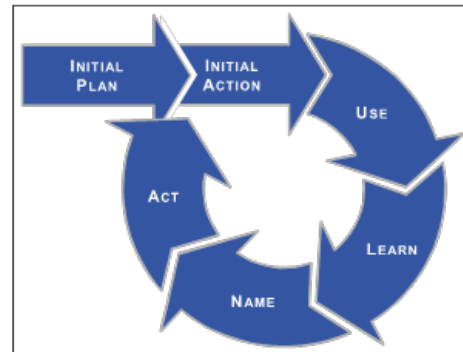 INITIAL
PLAN
INITIAL
ACTION
USE
LEARN
NAME
ACT